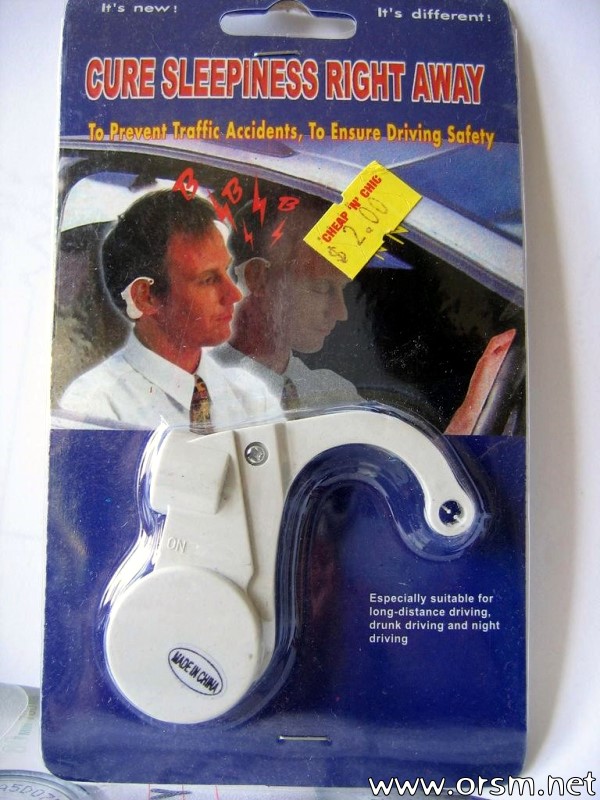 It's new!
It's different!
CURE SLEEPINESS RIGHT AWAY
To Prevent Traffic Accidents, To Ensure Driving Safety
B
B
B
CHEAP 'N' CHIC
$2.00
ON
MADE IN CHINA
Especially suitable for
long-distance driving,
drunk driving and night
driving
www.orsm.net